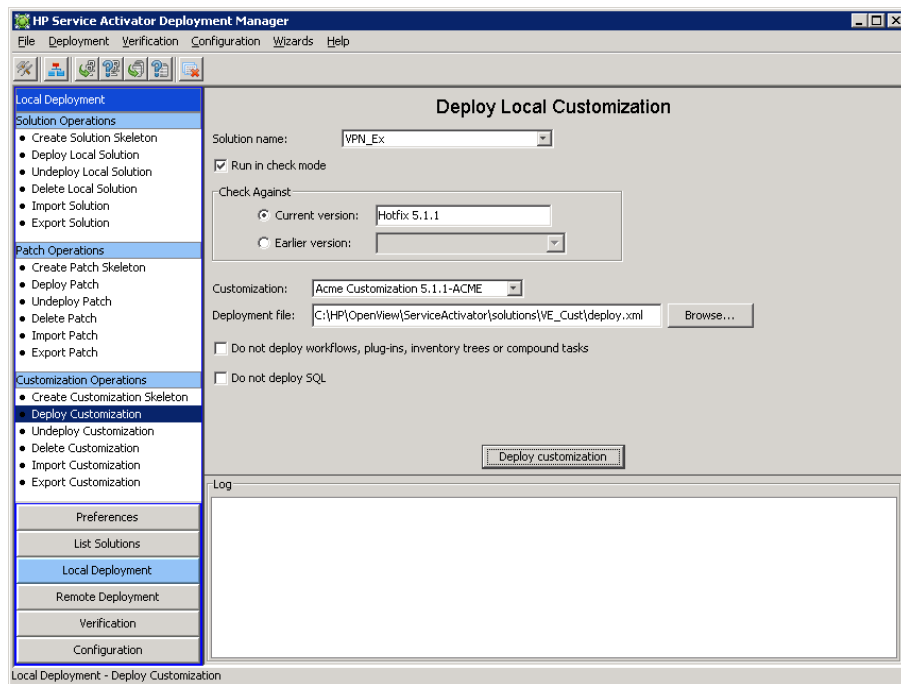 HP Service Activator Deployment Manager
File Deployment Verification Configuration Wizards Help
Local Deployment
Solution Operations
Create Solution Skeleton
Deploy Local Solution
Undeploy Local Solution
Delete Local Solution
Import Solution
Export Solution
Patch Operations
Create Patch Skeleton
Deploy Patch
Undeploy Patch
Delete Patch
Import Patch
Export Patch
Customization Operations
Create Customization Skeleton
Deploy Customization
Undeploy Customization
Delete Customization
Import Customization
Export Customization
Preferences
List Solutions
Local Deployment
Remote Deployment
Verification
Configuration
Deploy Local Customization
Solution name: VPN_Ex
Run in check mode
Check Against
Current version: Hotfix 5.1.1
Earlier version:
Customization: Acme Customization 5.1.1-ACME
Deployment file: C:\HP\OpenView\ServiceActivator\solutions\VE_Cust\deploy.xml Browse...
Do not deploy workflows, plug-ins, inventory trees or compound tasks
Do not deploy SQL
Deploy customization
Log
Local Deployment - Deploy Customization